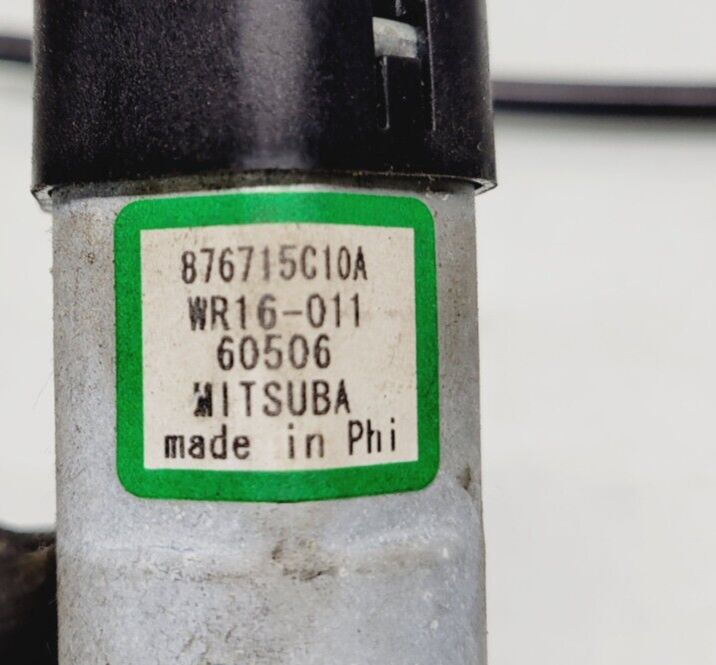 876715C10A
WR16-011
60506
MITSUBA
made in Phi